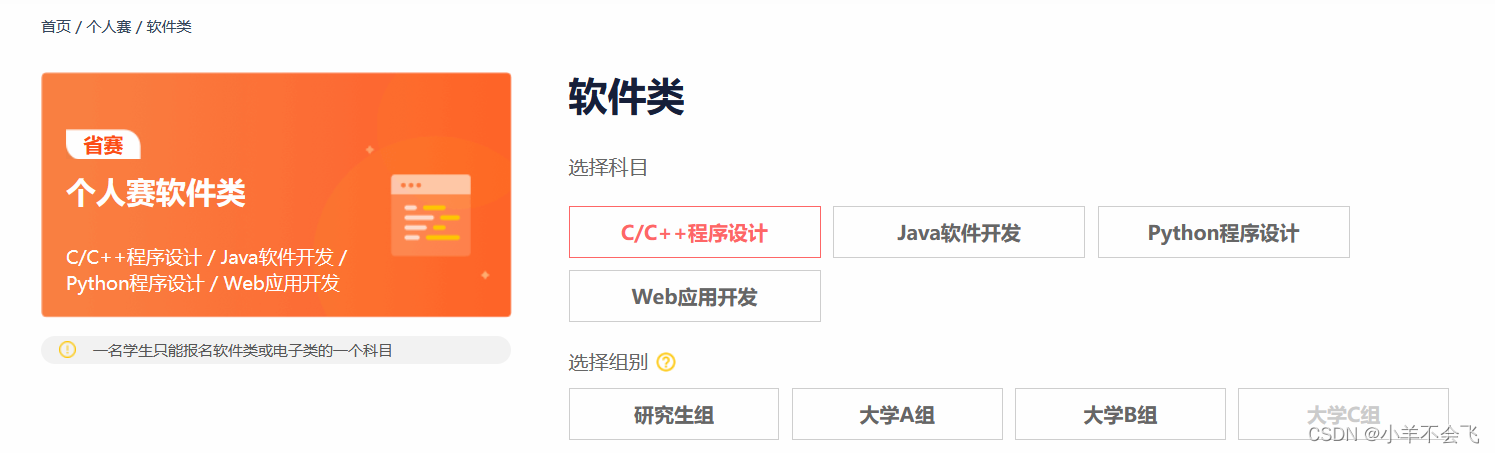 首页 / 个人赛 / 软件类
省赛
个人赛软件类
C/C++程序设计 / Java软件开发 /
Python程序设计 / Web应用开发
一名学生只能报名软件类或电子类的一个科目
软件类
选择科目
C/C++程序设计
Java软件开发
Python程序设计
Web应用开发
选择组别
研究生组
大学A组
大学B组
大学C组
CSDN @小羊不会飞